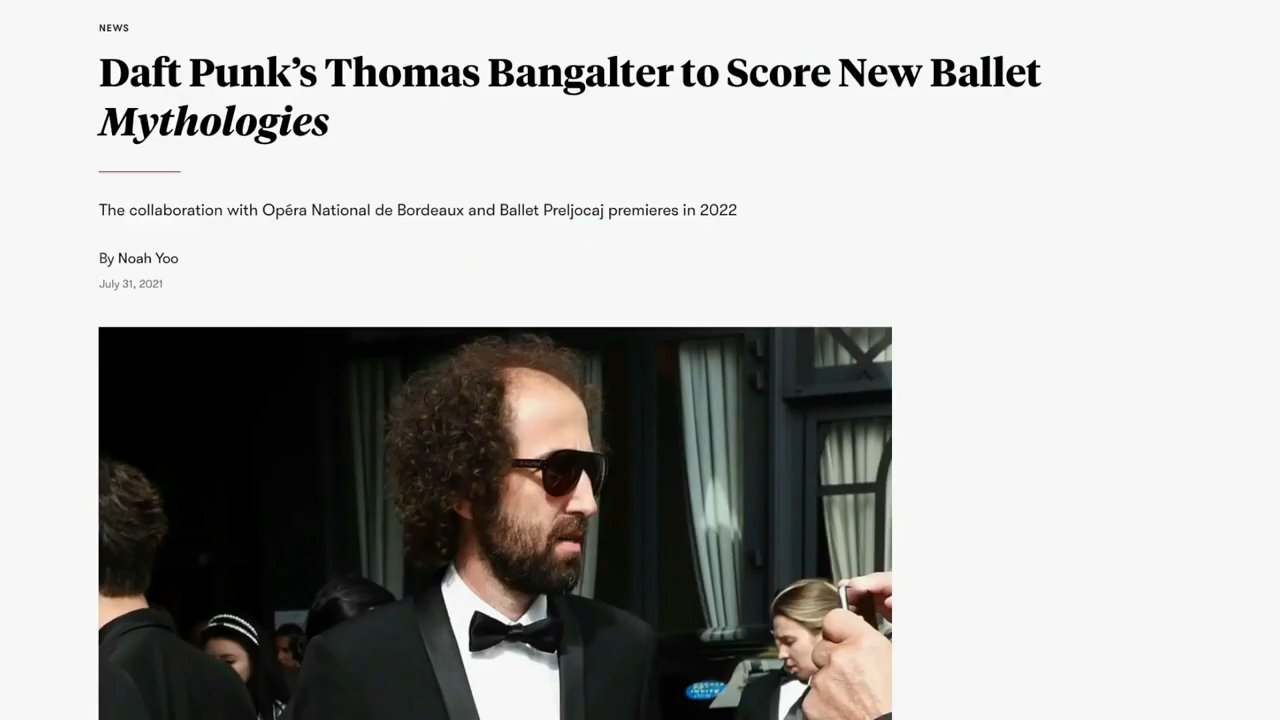 NEWS
Daft Punk’s Thomas Bangalter to Score New Ballet
Mythologies
The collaboration with Opéra National de Bordeaux and Ballet Preljocaj premieres in 2022
By Noah Yoo
July 31, 2021